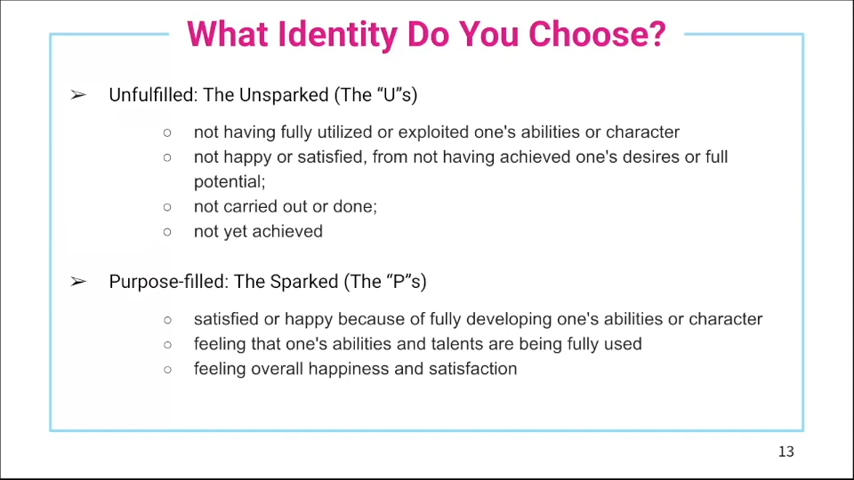 What Identity Do You Choose?
➢ Unfulfilled: The Unsparked (The “U”s)
○ not having fully utilized or exploited one's abilities or character
○ not happy or satisfied, from not having achieved one's desires or full
potential;
○ not carried out or done;
○ not yet achieved
➢ Purpose-filled: The Sparked (The “P”s)
○ satisfied or happy because of fully developing one's abilities or character
○ feeling that one's abilities and talents are being fully used
○ feeling overall happiness and satisfaction
13